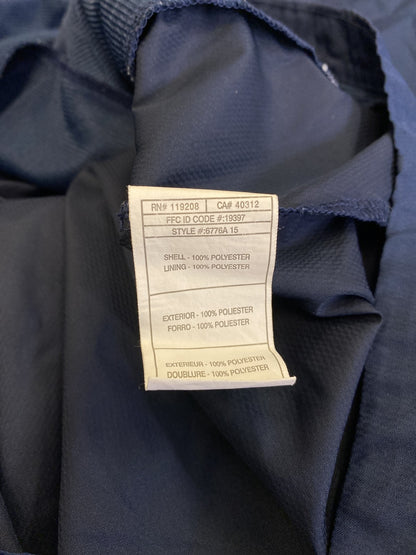 RN# 119208 CA# 40312
FFC ID CODE #:19397
STYLE #:6776A 15
SHELL - 100% POLYESTER
LINING - 100% POLYESTER
EXTERIOR - 100% POLIESTER
FORRO - 100% POLIESTER
EXTERIEUR - 100% POLYESTER
DOUBLURE - 100% POLYESTER